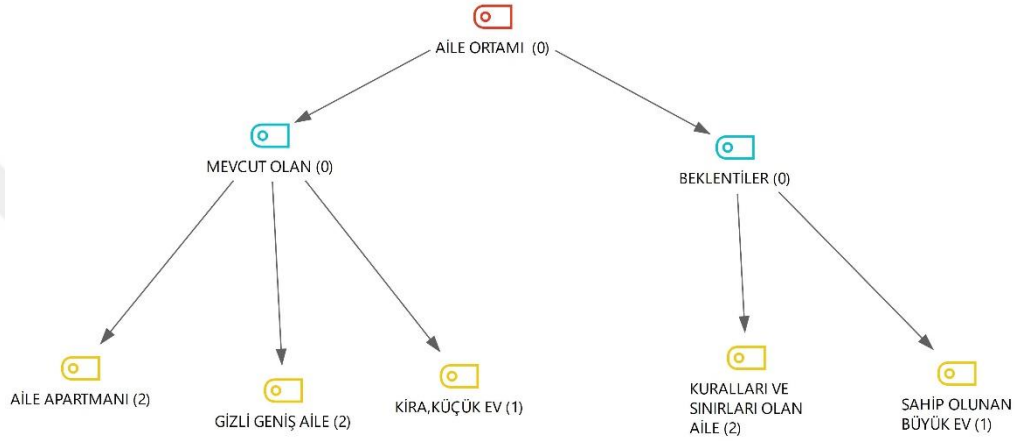 AİLE ORTAMI (0)
MEVCUT OLAN (0)
BEKLENTİLER (0)
AİLE APARTMANI (2)
GİZLİ GENİŞ AİLE (2)
KİRA,KÜÇÜK EV (1)
KURALLARI VE
SINIRLARI OLAN
AİLE (2)
SAHİP OLUNAN
BÜYÜK EV (1)